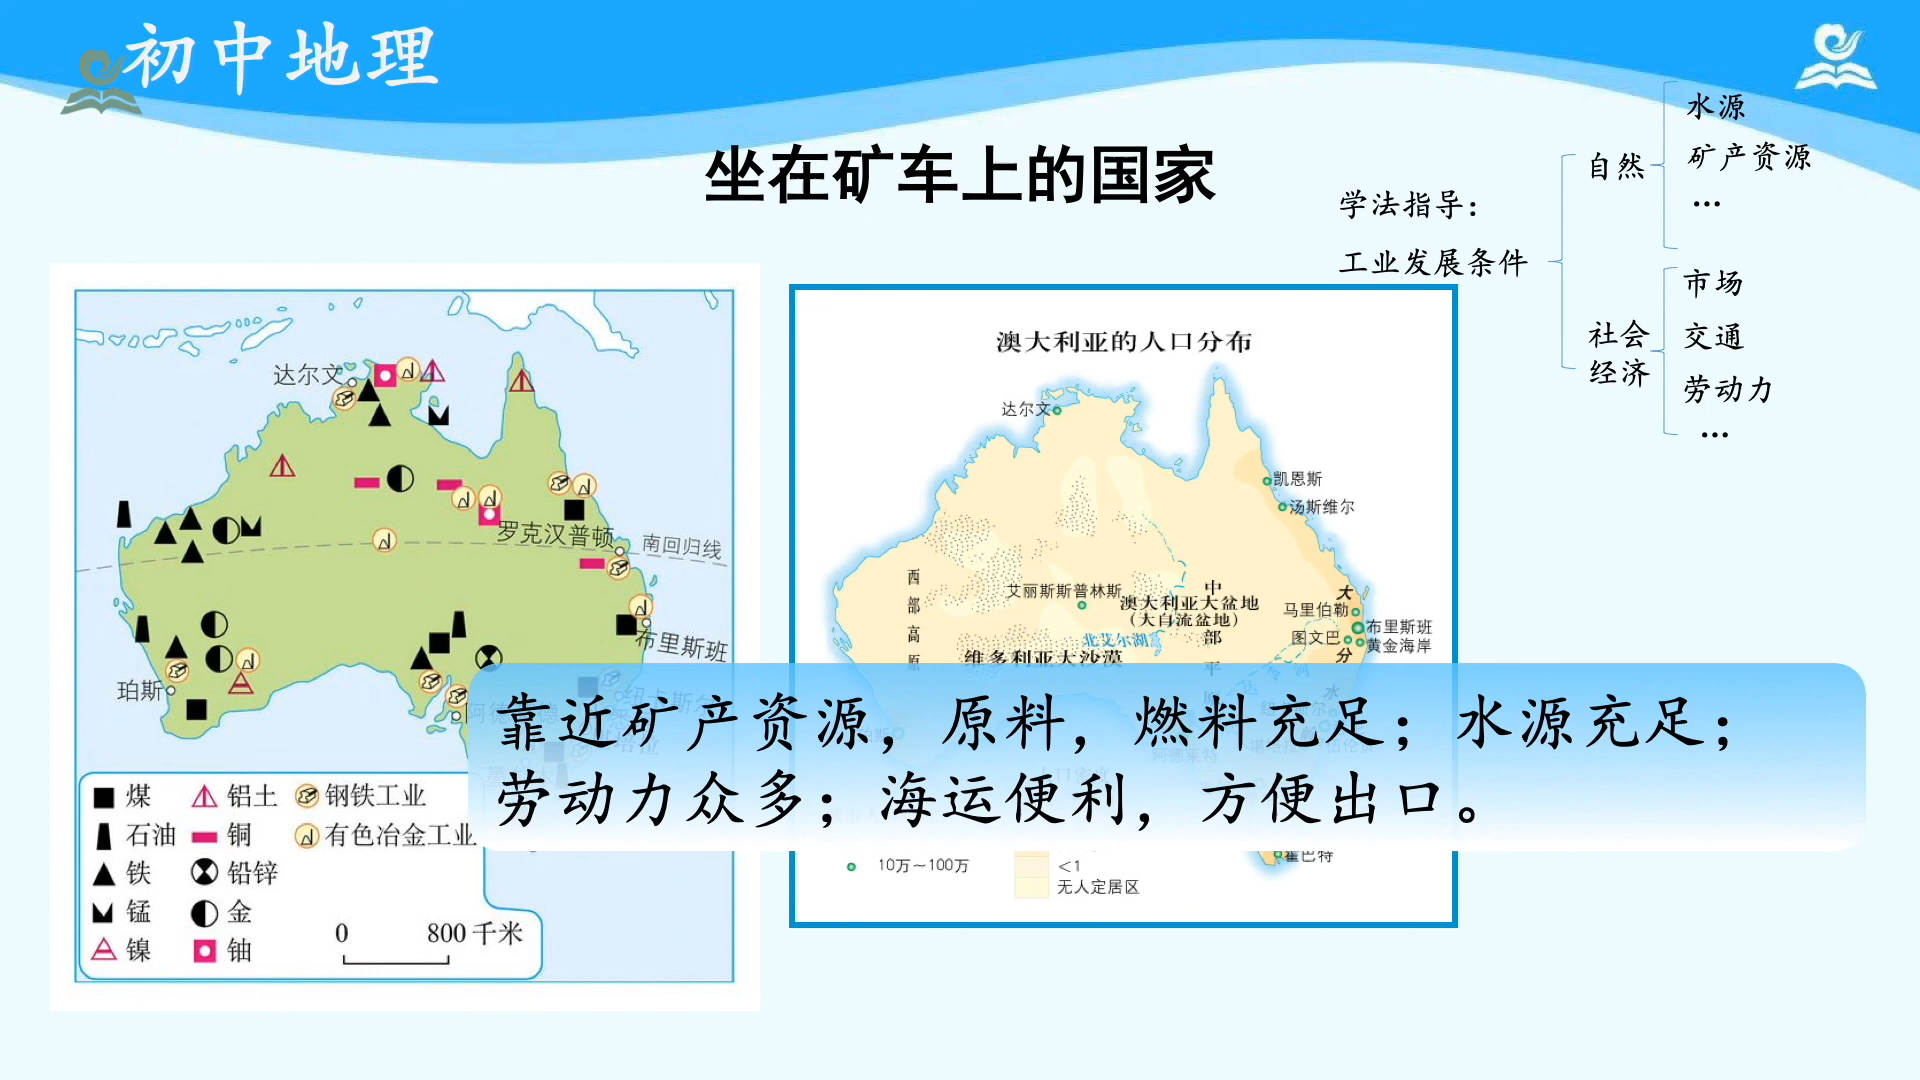 初中地理
坐在矿车上的国家
学法指导：
工业发展条件
自然
水源
矿产资源
…
社会
经济
市场
交通
劳动力
…
达尔文
罗克汉普顿
南回归线
布里斯班
珀斯
煤
铝土
钢铁工业
石油
铜
有色冶金工业
铁
铅锌
锰
金
镍
铀
0
800 千米
澳大利亚的人口分布
达尔文
凯恩斯
汤斯维尔
西
部
高
原
艾丽斯斯普林斯
澳大利亚大盆地
（大自流盆地）
中
部
平
北艾尔湖
维多利亚大沙漠
大
分
水
马里伯勒
布里斯班
图文巴
黄金海岸
靠近矿产资源，原料，燃料充足；水源充足；
劳动力众多；海运便利，方便出口。
10万～100万
＜1
无人定居区
霍巴特